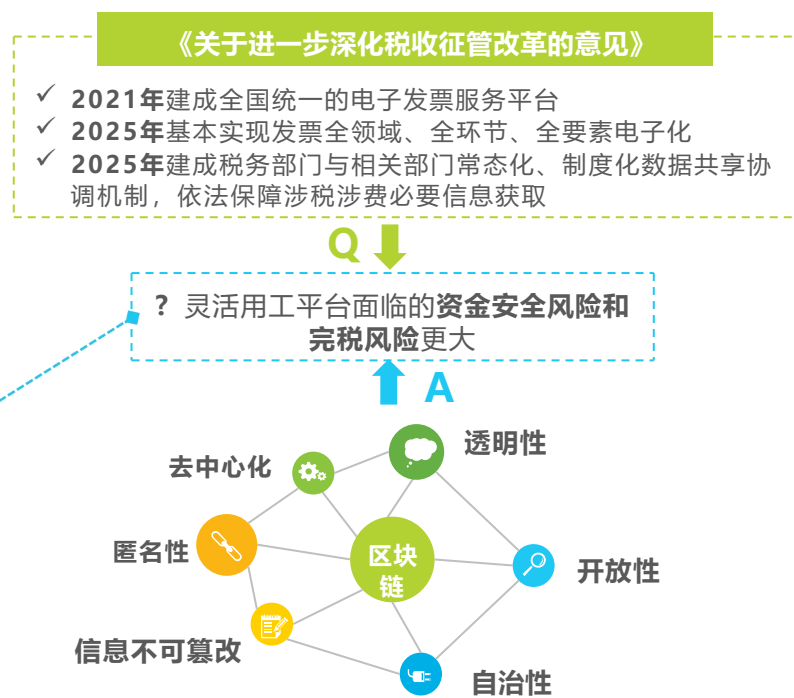 《关于进一步深化税收征管改革的意见》
✓ 2021年建成全国统一的电子发票服务平台
✓ 2025年基本实现发票全领域、全环节、全要素电子化
✓ 2025年建成税务部门与相关部门常态化、制度化数据共享协
调机制，依法保障涉税涉费必要信息获取
Q
？灵活用工平台面临的资金安全风险和
完税风险更大
A
透明性
去中心化
匿名性
区块
链
开放性
信息不可篡改
自治性